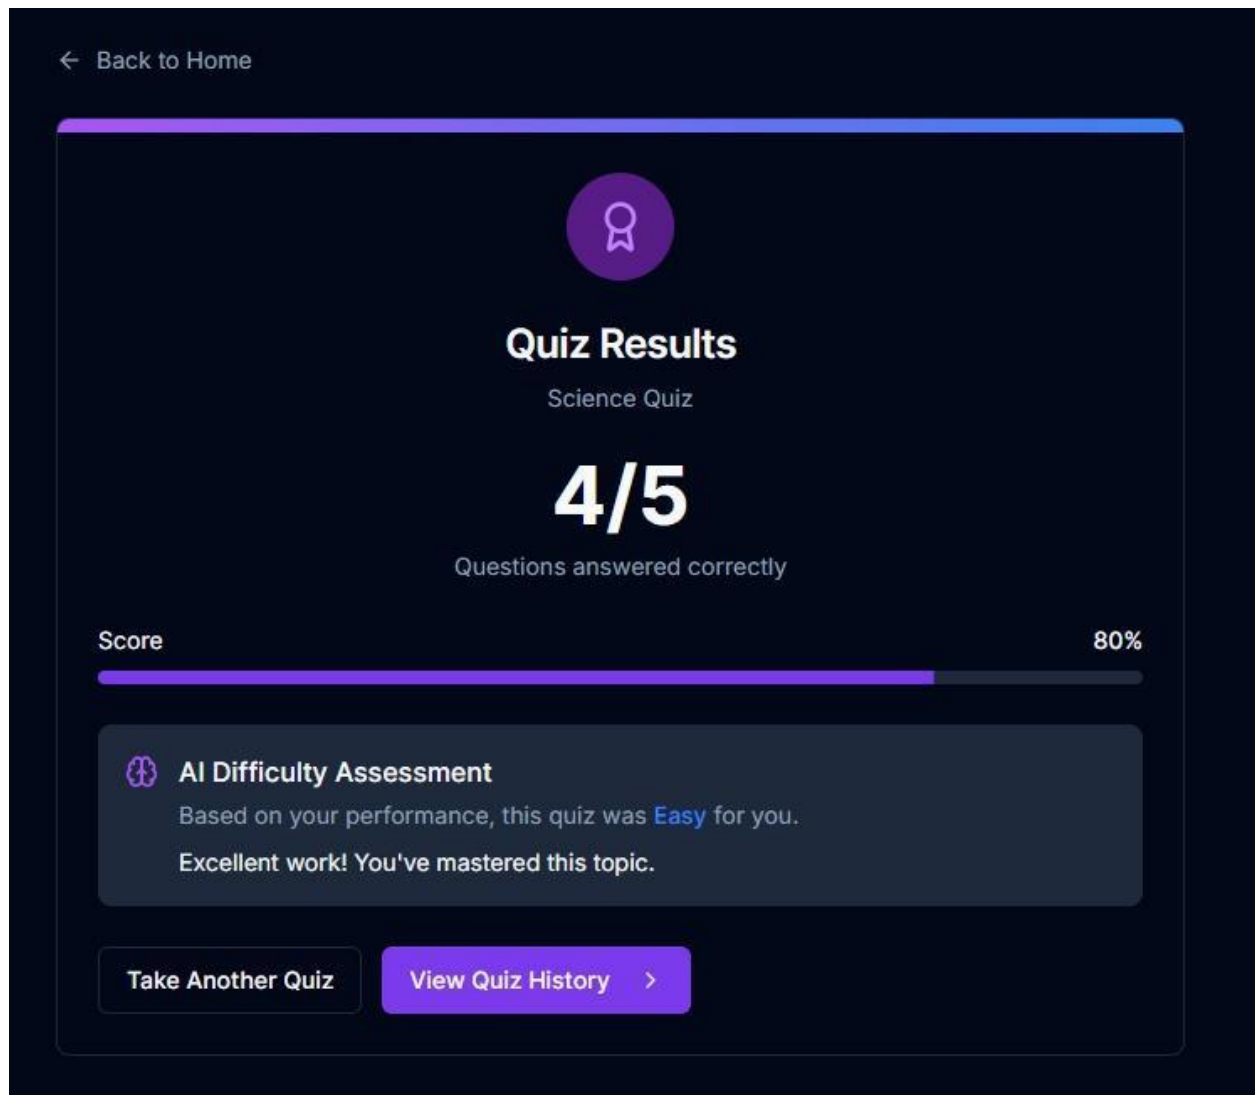 Back to Home
Quiz Results
Science Quiz
4/5
Questions answered correctly
Score 80%
AI Difficulty Assessment
Based on your performance, this quiz was Easy for you.
Excellent work! You've mastered this topic.
Take Another Quiz View Quiz History